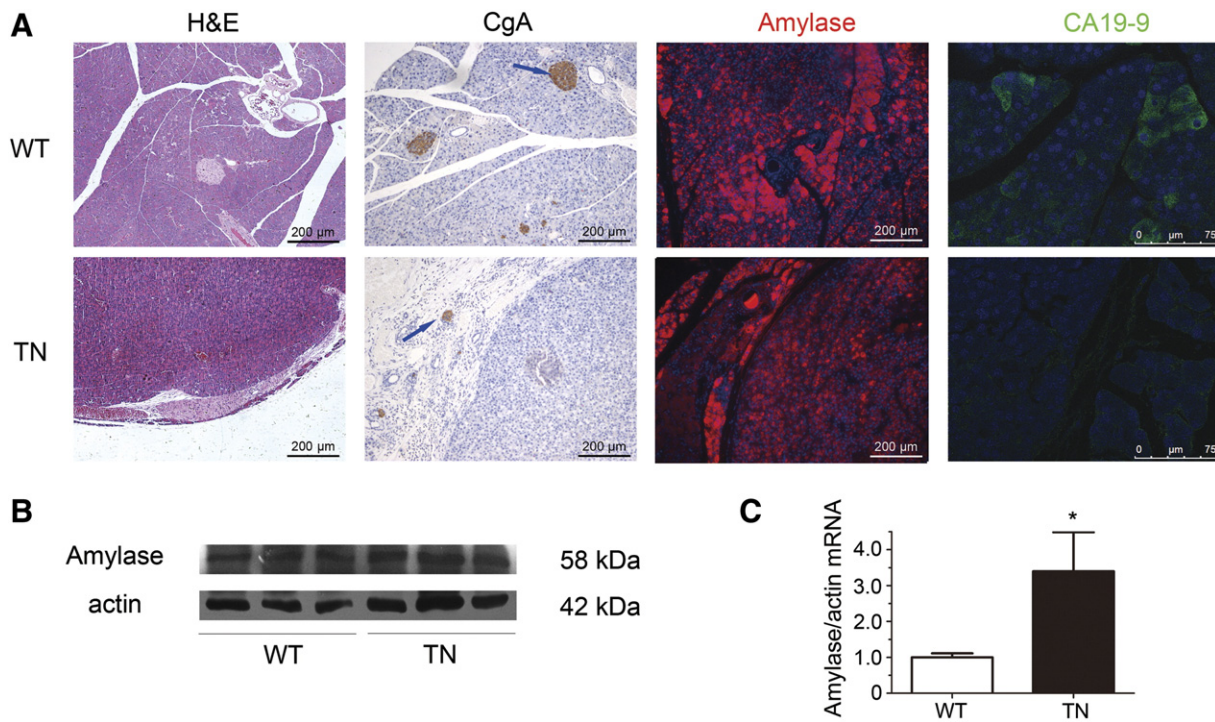 A
H&E
CgA
Amylase
CA19-9
WT
200 µm
200 µm
200 µm
0 µm 75
TN
200 µm
200 µm
200 µm
0 µm 75
B
Amylase
58 kDa
actin
42 kDa
WT
TN
C
Amylase/actin mRNA
*
4.0
3.0
2.0
1.0
0
WT
TN